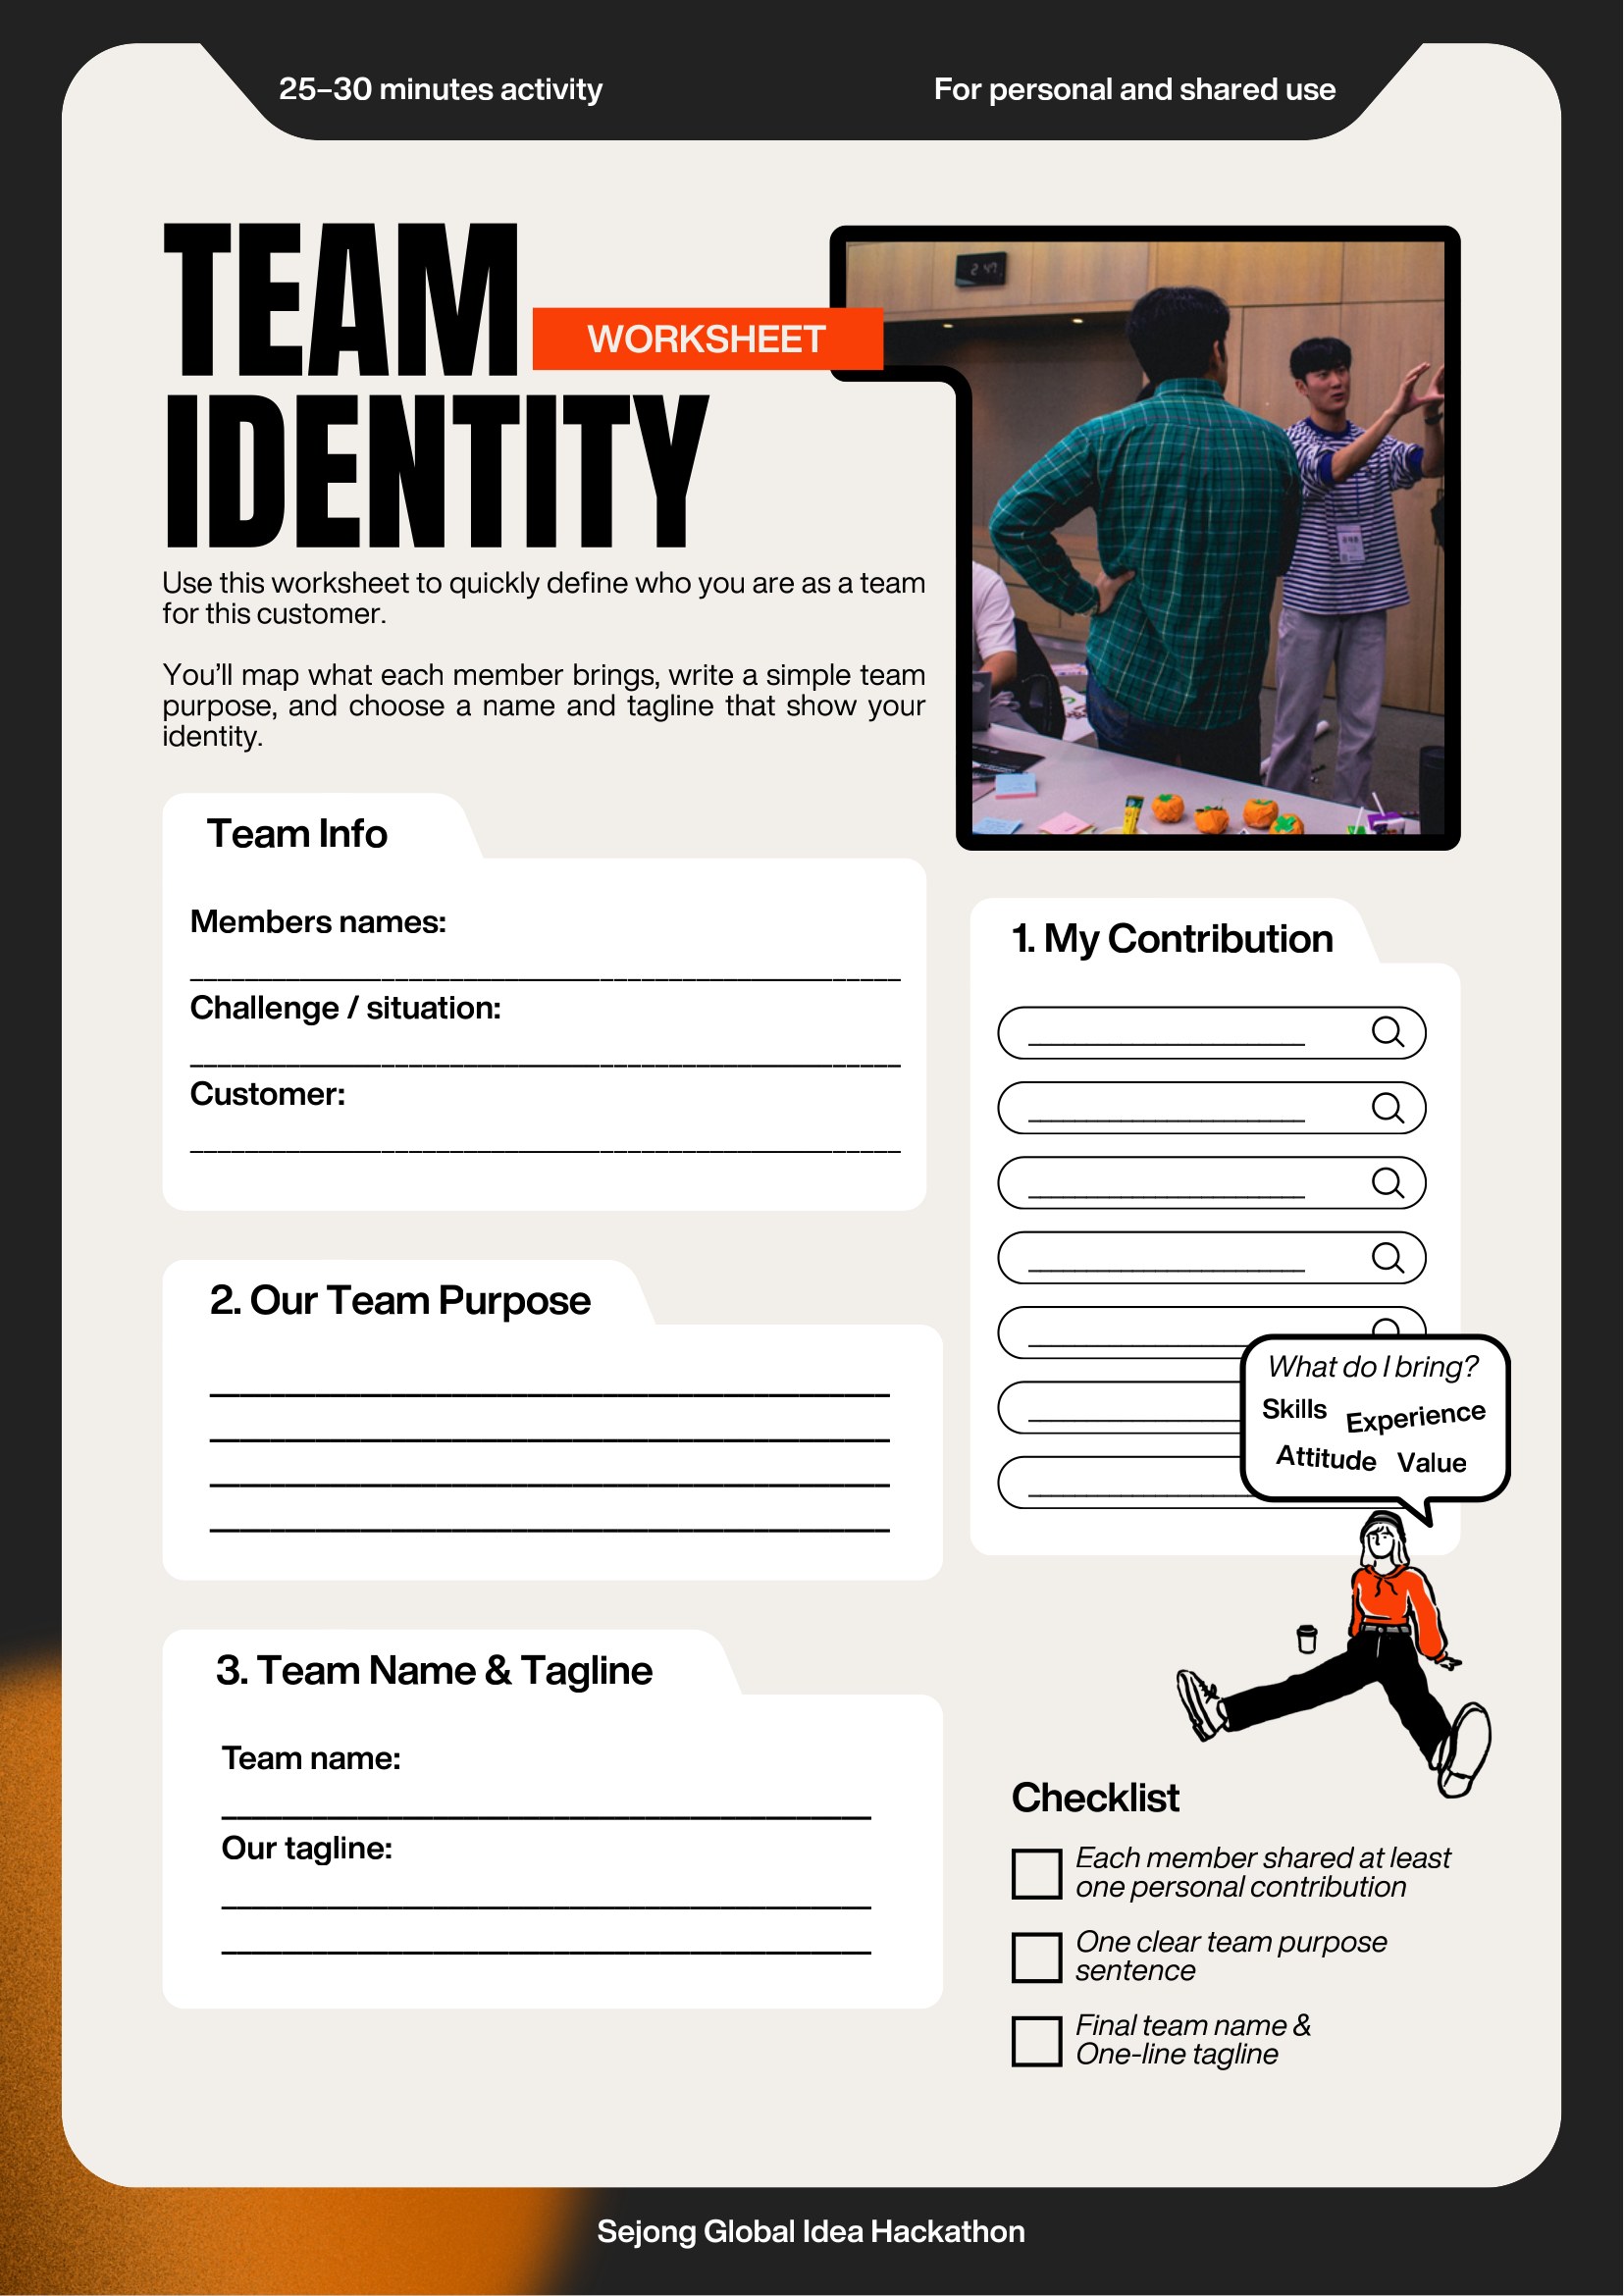 25–30 minutes activity
For personal and shared use
TEAM
WORKSHEET
IDENTITY
Use this worksheet to quickly define who you are as a team
for this customer.
You’ll map what each member brings, write a simple team
purpose, and choose a name and tagline that show your
identity.
2:47
Team Info
Members names:
Challenge / situation:
Customer:
1. My Contribution
What do I bring?
Skills Experience
Attitude Value
2. Our Team Purpose
3. Team Name & Tagline
Team name:
Our tagline:
Checklist
Each member shared at least
one personal contribution
One clear team purpose
sentence
Final team name &
One-line tagline
Sejong Global Idea Hackathon